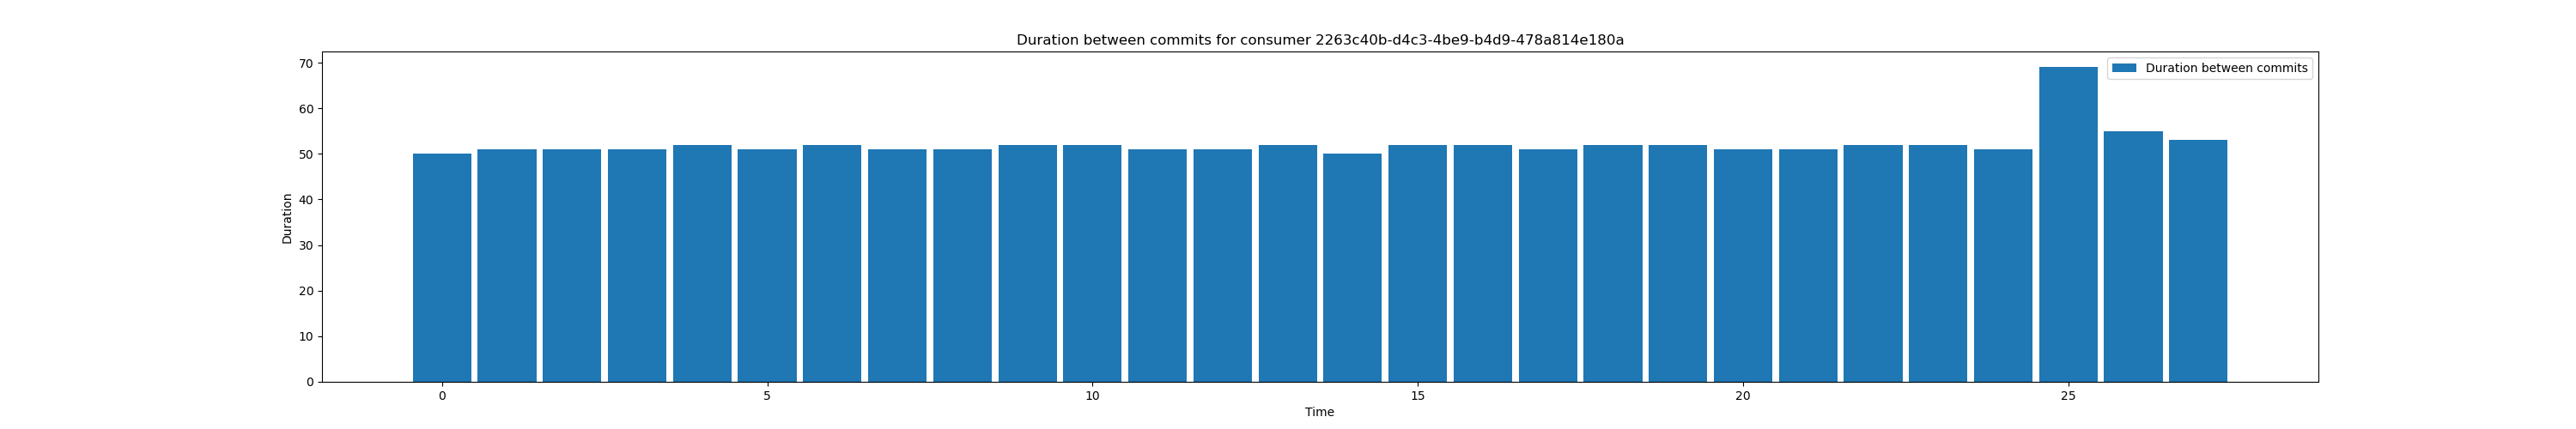 Duration between commits for consumer 2263c40b-d4c3-4be9-b4d9-478a814e180a
Duration between commits
70
60
50
40
30
20
10
0
Duration
0 5 10 15 20 25
Time